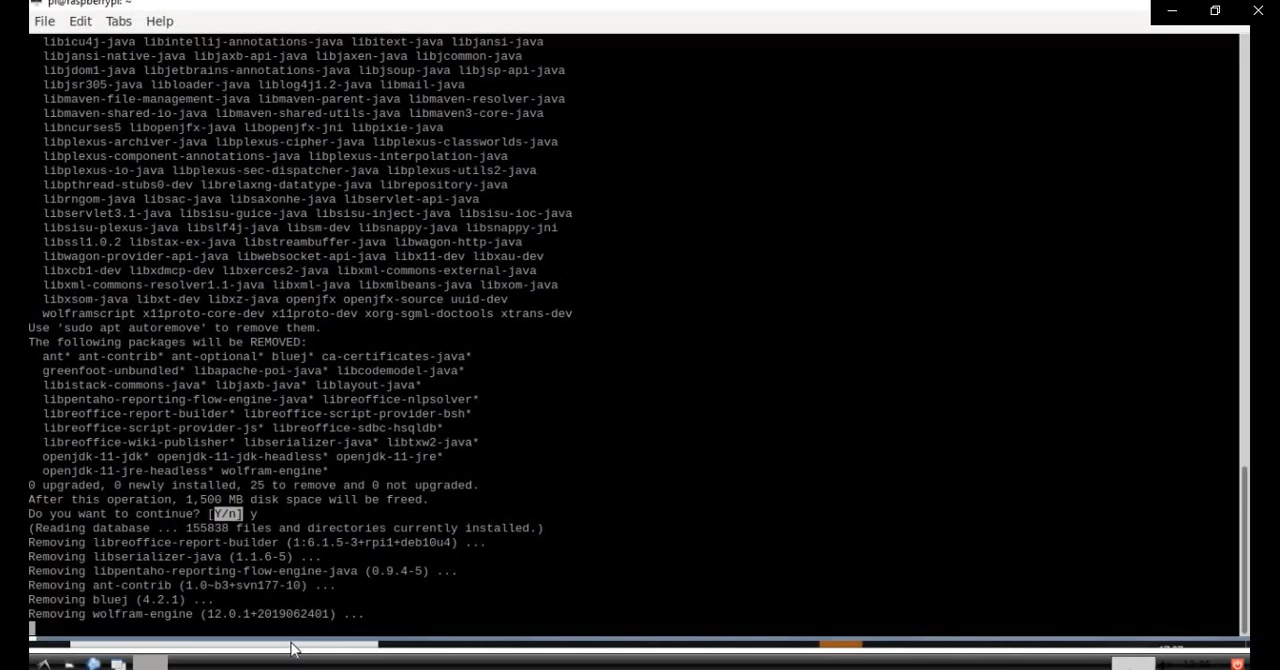 pi@raspberrypi: ~
File Edit Tabs Help
libicu4j-java libintellij-annotations-java libitext-java libjansi-java
libjansi-native-java libjaxb-api-java libjaxen-java libjcommon-java
libjdom1-java libjetbrains-annotations-java libjsoup-java libjsp-api-java
libjsr305-java libloader-java liblog4j1.2-java libmail-java
libmaven-file-management-java libmaven-parent-java libmaven-resolver-java
libmaven-shared-io-java libmaven-shared-utils-java libmaven3-core-java
libncurses5 libopenjfx-java libopenjfx-jni libpixie-java
libplexus-archiver-java libplexus-cipher-java libplexus-classworlds-java
libplexus-component-annotations-java libplexus-interpolation-java
libplexus-io-java libplexus-sec-dispatcher-java libplexus-utils2-java
libpthread-stubs0-dev librelaxng-datatype-java librepository-java
librngom-java libsac-java libsaxonhe-java libservlet-api-java
libservlet3.1-java libsisu-guice-java libsisu-inject-java libsisu-ioc-java
libsisu-plexus-java libslf4j-java libsm-dev libsnappy-java libsnappy-jni
libssl1.0.2 libstax-ex-java libstreambuffer-java libwagon-http-java
libwagon-provider-api-java libwebsocket-api-java libx11-dev libxau-dev
libxcb1-dev libxdmcp-dev libxerces2-java libxml-commons-external-java
libxml-commons-resolver1.1-java libxml-java libxmlbeans-java libxom-java
libxsom-java libxt-dev libxz-java openjfx openjfx-source uuid-dev
wolframscript x11proto-core-dev x11proto-dev xorg-sgml-doctools xtrans-dev
Use 'sudo apt autoremove' to remove them.
The following packages will be REMOVED:
ant* ant-contrib* ant-optional* bluej* ca-certificates-java*
greenfoot-unbundled* libapache-poi-java* libcodemodel-java*
libistack-commons-java* libjaxb-java* liblayout-java*
libpentaho-reporting-flow-engine-java* libreoffice-nlpsolver*
libreoffice-report-builder* libreoffice-script-provider-bsh*
libreoffice-script-provider-js* libreoffice-sdbc-hsqldb*
libreoffice-wiki-publisher* libserializer-java* libtxw2-java*
openjdk-11-jdk* openjdk-11-jdk-headless* openjdk-11-jre*
openjdk-11-jre-headless* wolfram-engine*
0 upgraded, 0 newly installed, 25 to remove and 0 not upgraded.
After this operation, 1,500 MB disk space will be freed.
Do you want to continue? [Y/n] y
(Reading database ... 155838 files and directories currently installed.)
Removing libreoffice-report-builder (1:6.1.5-3+rpi1+deb10u4) ...
Removing libserializer-java (1.1.6-5) ...
Removing libpentaho-reporting-flow-engine-java (0.9.4-5) ...
Removing ant-contrib (1.0~b3+svn177-10) ...
Removing bluej (4.2.1) ...
Removing wolfram-engine (12.0.1+2019062401) ...